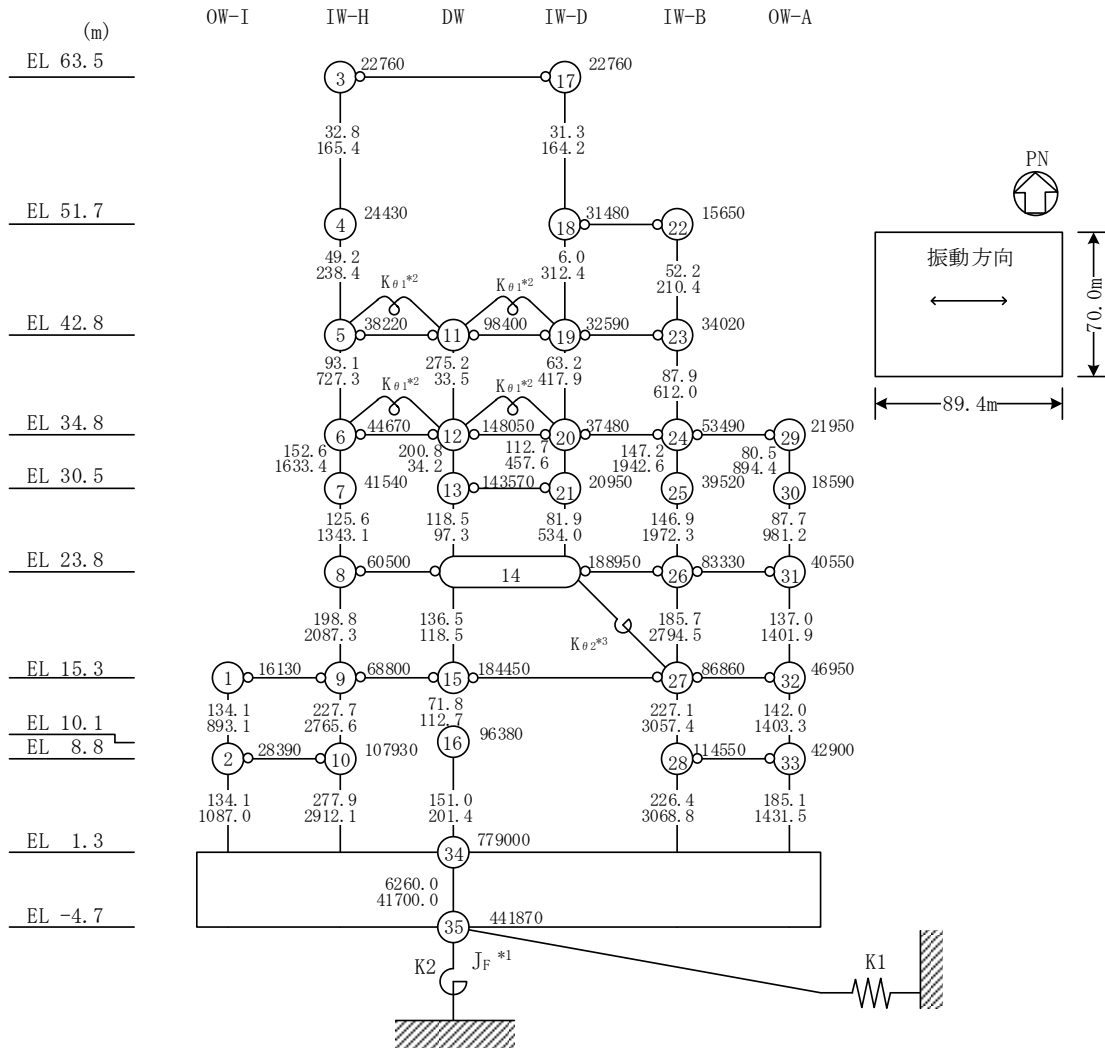 OW-I IW-H DW IW-D IW-B OW-A
(m)
EL 63.5
3 22760 17 22760
32.8 31.3
165.4 164.2
PN
EL 51.7
4 24430 18 31480 22 15650
振動方向
49.2 6.0 52.2
238.4 312.4 210.4
Kθ1*2 Kθ1*2
70.0m
EL 42.8
5 38220 11 98400 19 32590 23 34020
93.1 275.2 63.2 87.9
727.3 33.5 417.9 612.0
Kθ1*2 Kθ1*2
89.4m
EL 34.8
6 44670 12 148050 20 37480 24 53490 29 21950
152.6 200.8 112.7 147.2 80.5
1633.4 34.2 457.6 1942.6 894.4
EL 30.5
7 41540 13 143570 21 20950 25 39520 30 18590
125.6 118.5 81.9 146.9 87.7
1343.1 97.3 534.0 1972.3 981.2
EL 23.8
8 60500 14 188950 26 83330 31 40550
198.8 136.5 185.7 137.0
2087.3 118.5 2794.5 1401.9
Kθ2*3
EL 15.3
1 16130 9 68800 15 184450 27 86860 32 46950
134.1 227.7 71.8 227.1 142.0
893.1 2765.6 112.7 3057.4 1403.3
EL 10.1
16 96380
EL 8.8
2 28390 10 107930 28 114550 33 42900
134.1 277.9 151.0 226.4 185.1
1087.0 2912.1 201.4 3068.8 1431.5
EL 1.3
34 779000
6260.0
41700.0
EL -4.7
35 441870
K2 JF *1 K1